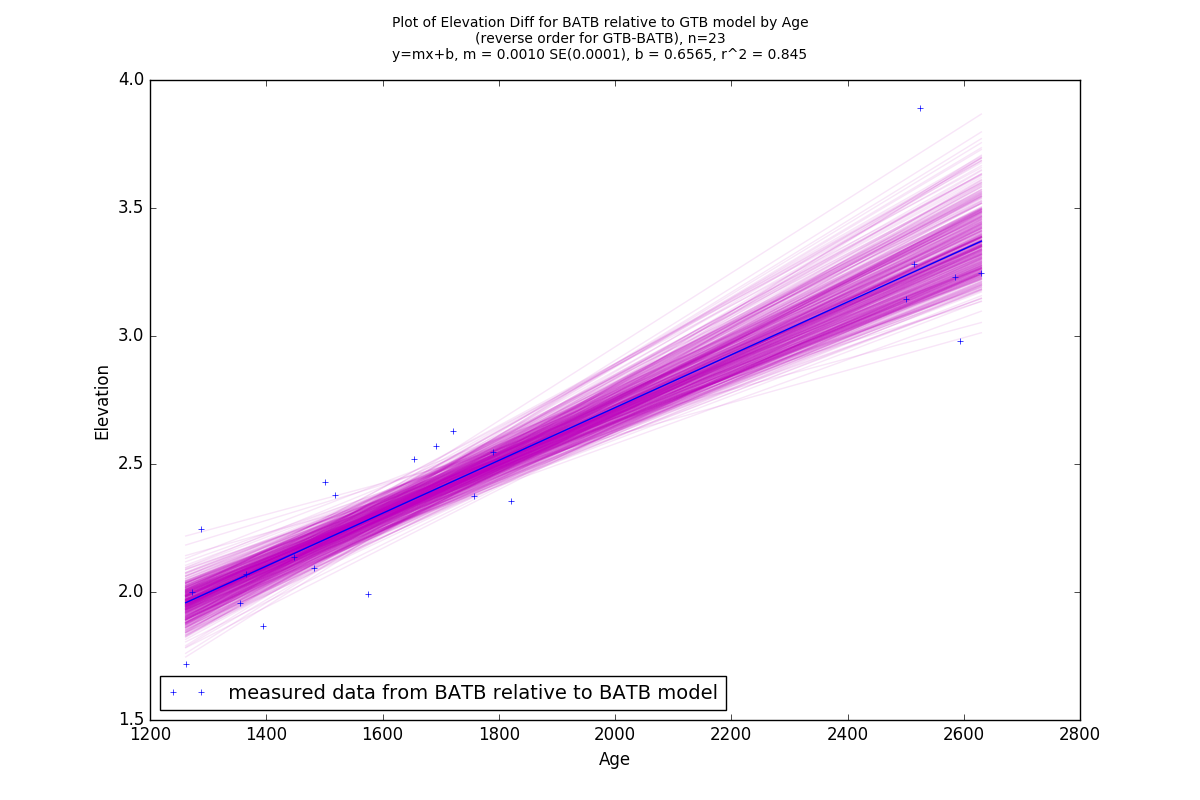 Plot of Elevation Diff for BATB relative to GTB model by Age
(reverse order for GTB-BATB), n=23
y=mx+b, m = 0.0010 SE(0.0001), b = 0.6565, r^2 = 0.845
4.0
3.5
3.0
2.5
2.0
1.5
Elevation
measured data from BATB relative to BATB model
1200 1400 1600 1800 2000 2200 2400 2600 2800
Age